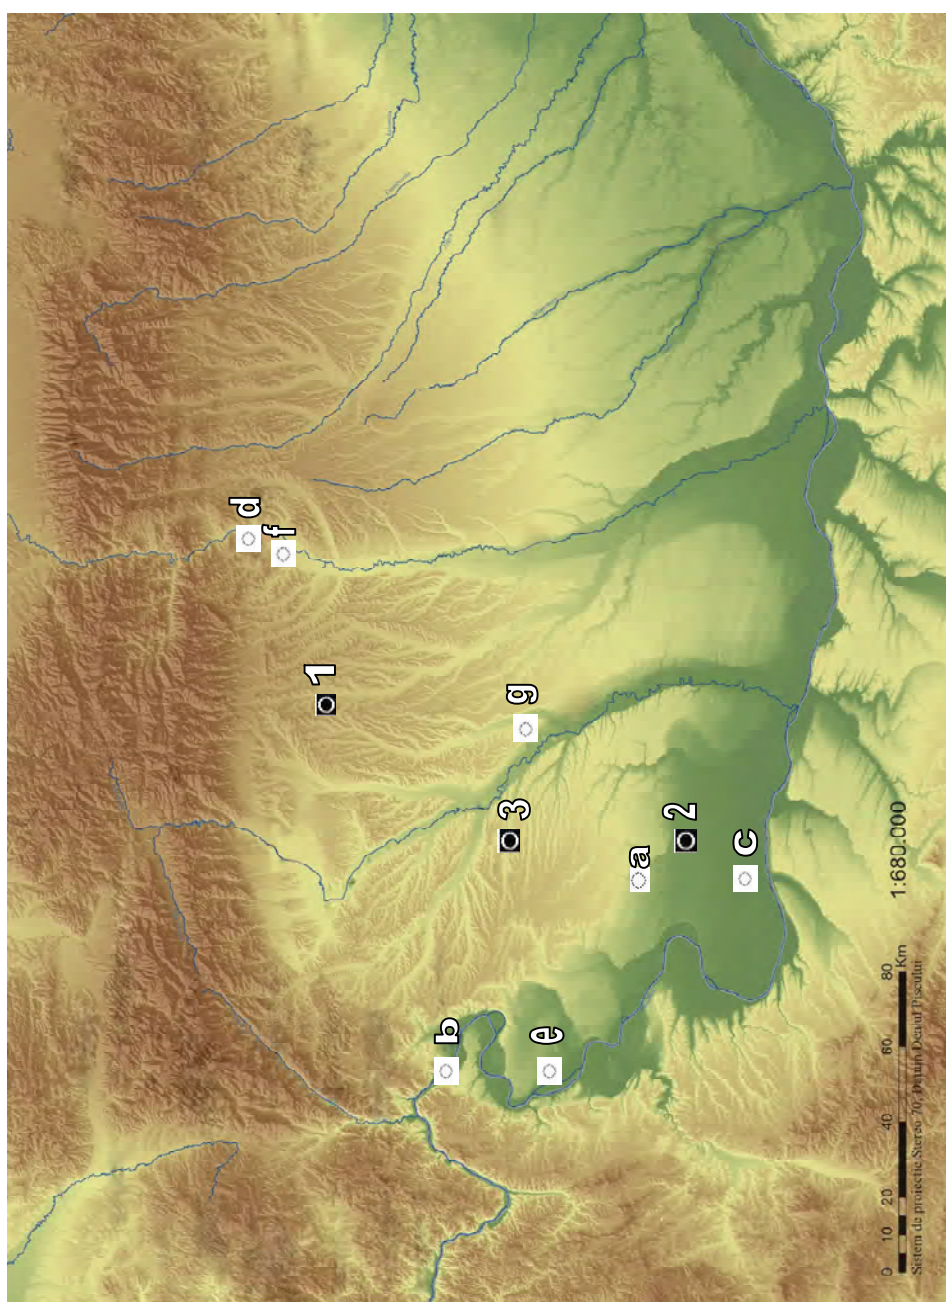 d
f
1
b
3
g
e
a
2
c
0 10 20 40 60 80
Km
1:680.000
Sistem de proiectie Stereo 70, Datum Dealul Piscului